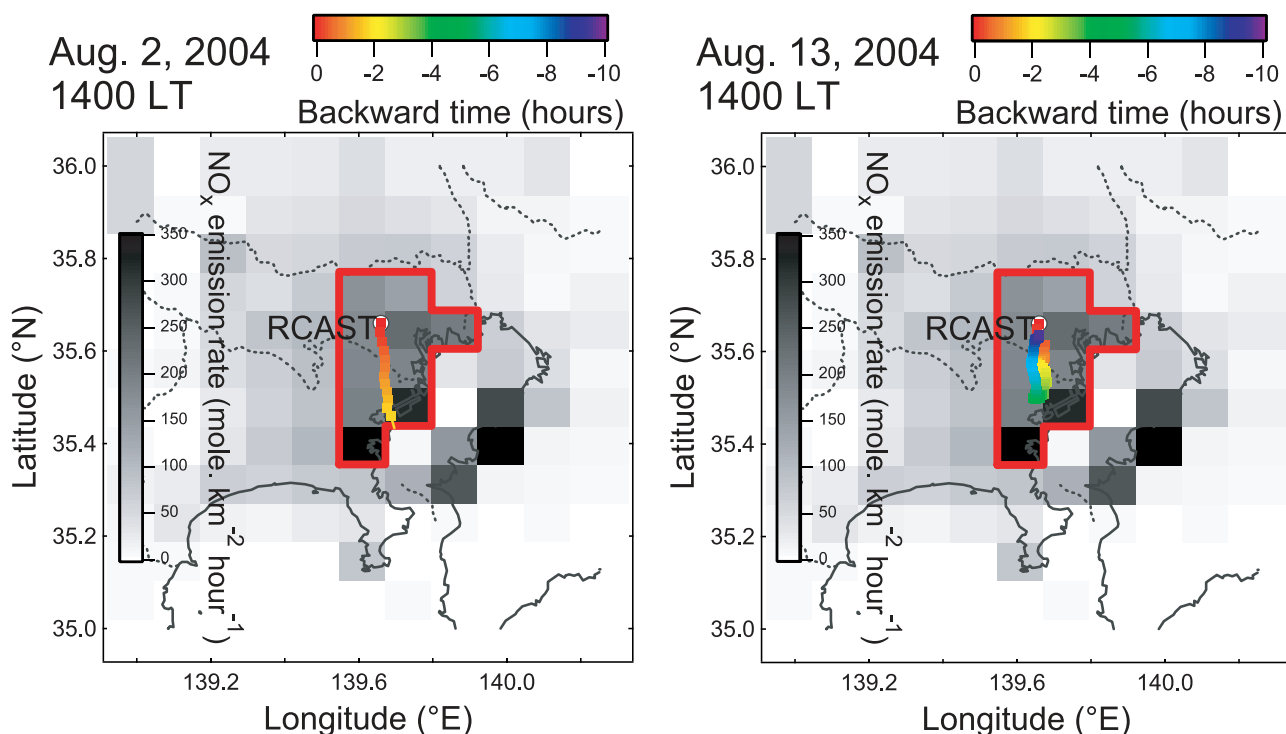 Aug. 2, 2004
1400 LT
0 -2 -4 -6 -8 -10
Backward time (hours)
36.0
35.8
35.6
35.4
35.2
35.0
Latitude (°N)
350
300
250
200
150
100
50
0
NOx emission rate (mole. km-2 hour-1)
RCAST
139.2 139.6 140.0
Longitude (°E)
Aug. 13, 2004
1400 LT
0 -2 -4 -6 -8 -10
Backward time (hours)
36.0
35.8
35.6
35.4
35.2
35.0
Latitude (°N)
350
300
250
200
150
100
50
0
NOx emission rate (mole. km-2 hour-1)
RCAST
139.2 139.6 140.0
Longitude (°E)